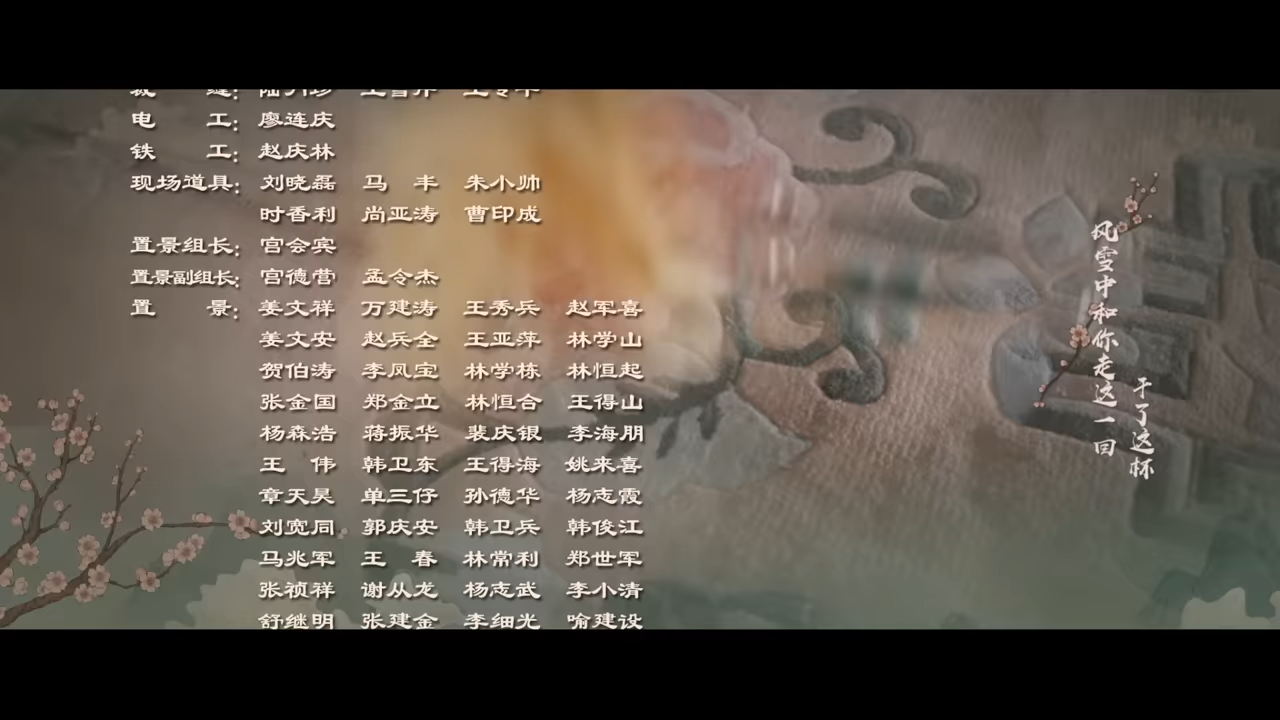 电　　工：廖连庆
铁　　工：赵庆林
现场道具：刘晓磊　马　丰　朱小帅
时香利　尚亚涛　曹印成
置景组长：宫会宾
置景副组长：宫德营　孟令杰
置　　景：姜文祥　万建涛　王秀兵　赵军喜
姜文安　赵兵全　王亚萍　林学山
贺伯涛　李凤宝　林学栋　林恒起
张金国　郑金立　林恒合　王得山
杨森浩　蒋振华　裴庆银　李海朋
王　伟　韩卫东　王得海　姚来喜
章天昊　单三仔　孙德华　杨志霞
刘宽同　郭庆安　韩卫兵　韩俊江
马兆军　王　春　林常利　郑世军
张祯祥　谢从龙　杨志武　李小清
舒继明　张建金　李细光　喻建设
干了这杯
风雪中和你走这一回